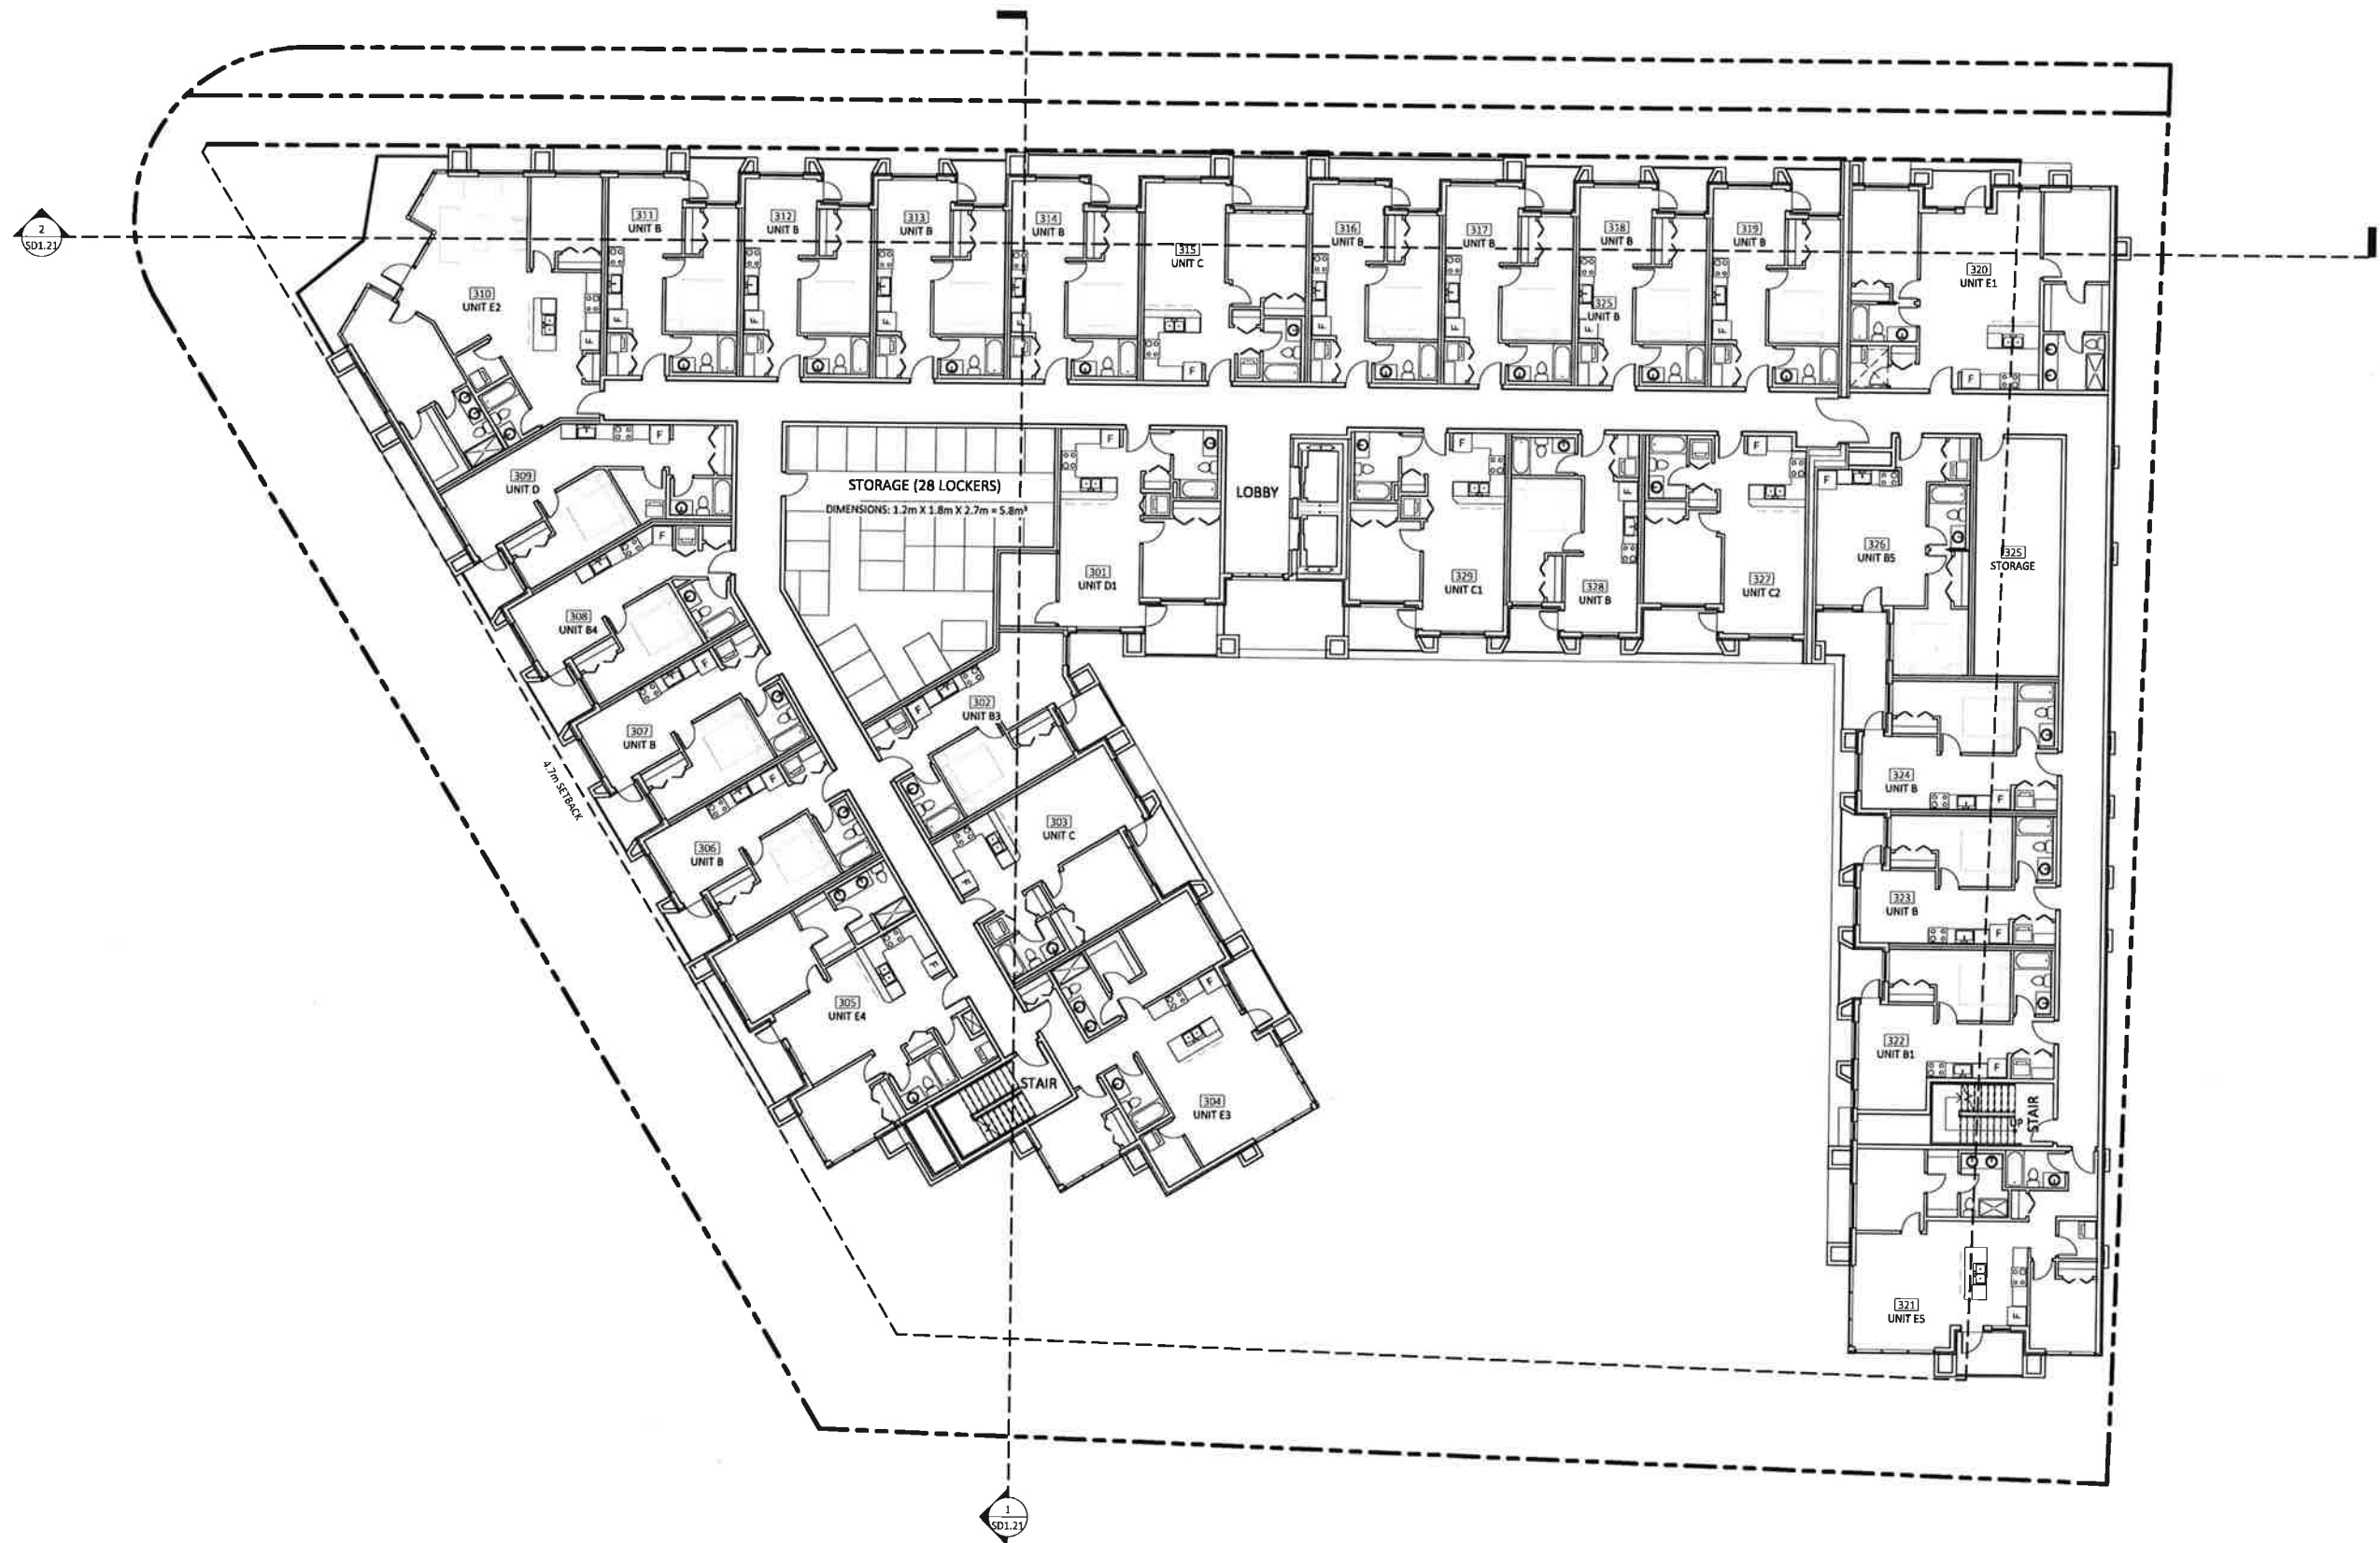 2
SD1.21
311
UNIT B
312
UNIT B
313
UNIT B
314
UNIT B
315
UNIT C
316
UNIT B
317
UNIT B
318
UNIT B
319
UNIT B
320
UNIT E1
310
UNIT E2
325
UNIT B
F
F
F
F
F
F
F
F
F
F
F
309
UNIT D
F
STORAGE (28 LOCKERS)
DIMENSIONS: 1.2m X 1.8m X 2.7m = 5.8m³
F
301
UNIT D1
LOBBY
F
329
UNIT C1
F
328
UNIT B
F
327
UNIT C2
F
326
UNIT B5
325
STORAGE
F
308
UNIT B4
F
307
UNIT B
F
302
UNIT B3
4.7m SETBACK
F
306
UNIT B
303
UNIT C
F
324
UNIT B
F
323
UNIT B
F
322
UNIT B1
F
STAIR
305
UNIT E4
F
STAIR
304
UNIT E3
F
321
UNIT E5
F
1
SD1.21